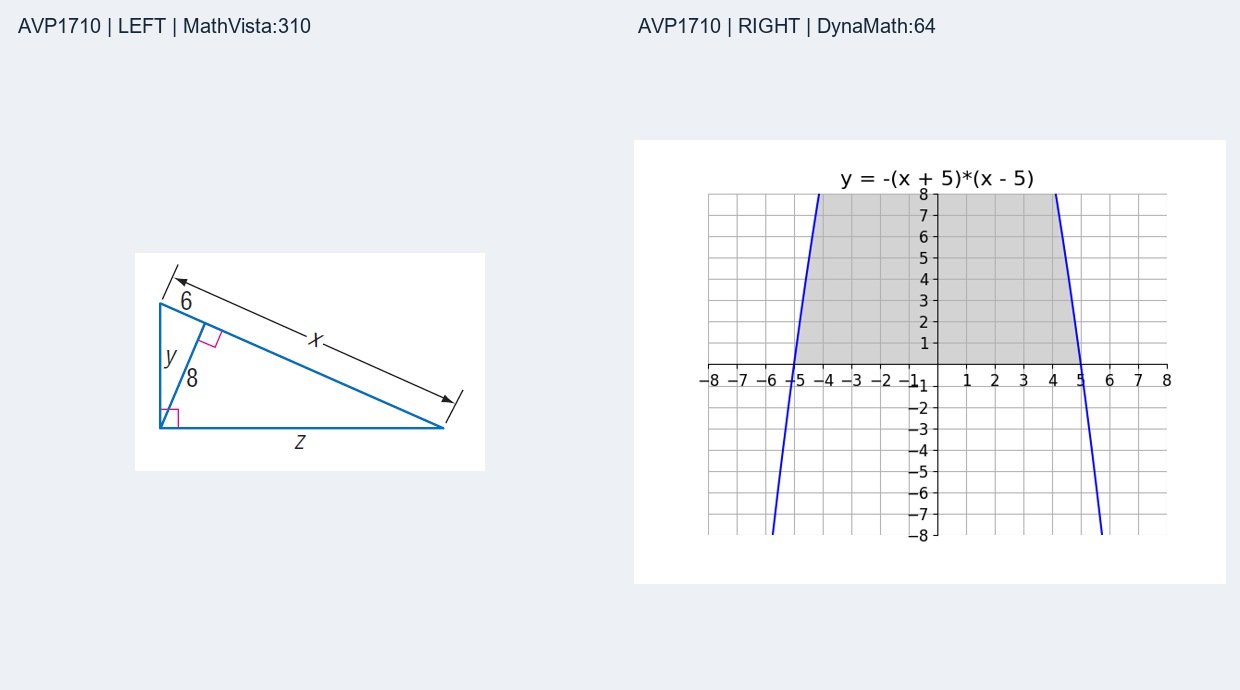 AVP1710 | LEFT | MathVista:310
6
x
y
8
z
AVP1710 | RIGHT | DynaMath:64
y = -(x + 5)*(x - 5)
8
7
6
5
4
3
2
1
−8 −7 −6 −5 −4 −3 −2 −1 1 2 3 4 5 6 7 8
−1
−2
−3
−4
−5
−6
−7
−8